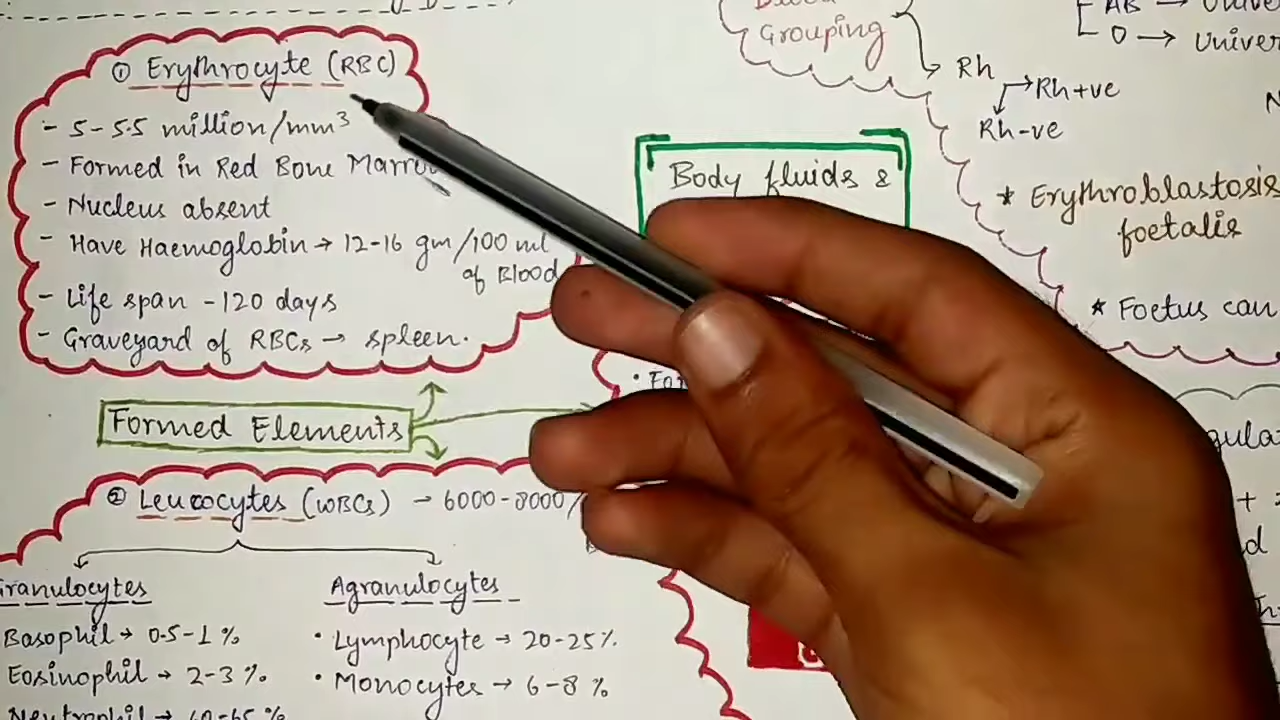 ① Erythrocyte (RBC)
- 5-5.5 million/mm³
- Formed in Red Bone
- Nucleus absent
- Have Haemoglobin → 12-16 gm/100 ml
of Blood
- Life span - 120 days
- Graveyard of RBCs → spleen.
Formed Elements
② Leucocytes (WBCs) → 6000-8000/
Granulocytes
Basophil → 0.5-1 %
Eosinophil → 2-3 %
Neutrophil → 60-65 %
Agranulocytes
• Lymphocyte → 20-25 %
• Monocytes → 6-8 %
Body fluids &
Grouping
AB →
O →
Rh
Rh+ve
Rh-ve
* Erythroblastosis
foetalis
* Foetus can